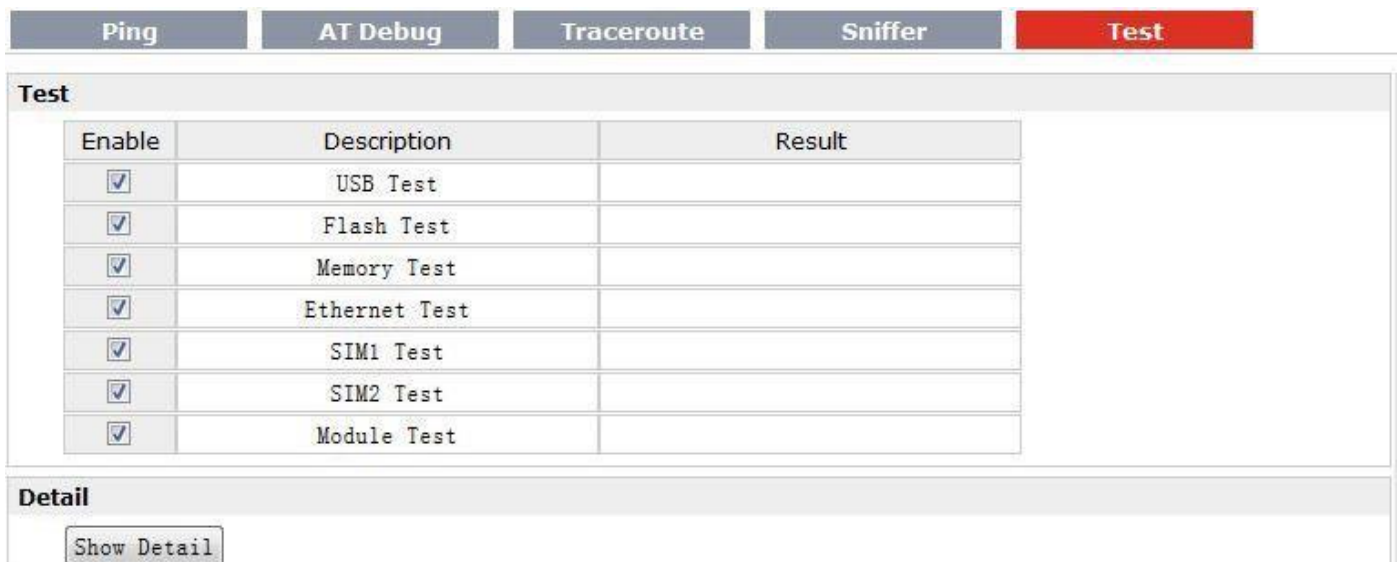 Ping AT Debug Traceroute Sniffer Test
Test
Enable Description Result
USB Test
Flash Test
Memory Test
Ethernet Test
SIM1 Test
SIM2 Test
Module Test
Detail
Show Detail